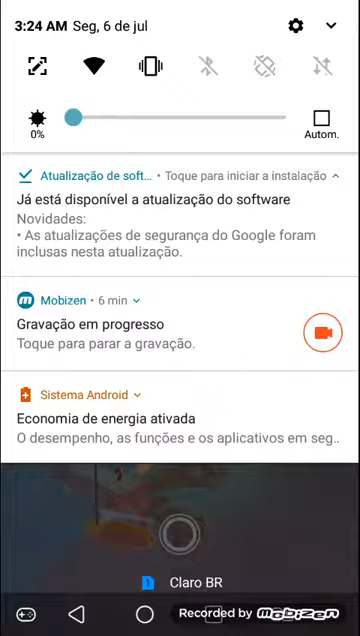 3:24 AM Seg, 6 de jul
0%
Autom.
Atualização de soft... • Toque para iniciar a instalação
Já está disponível a atualização do software
Novidades:
• As atualizações de segurança do Google foram
inclusas nesta atualização.
Mobizen • 6 min
Gravação em progresso
Toque para parar a gravação.
Sistema Android
Economia de energia ativada
O desempenho, as funções e os aplicativos em seg..
1 Claro BR
Recorded by Mobizen